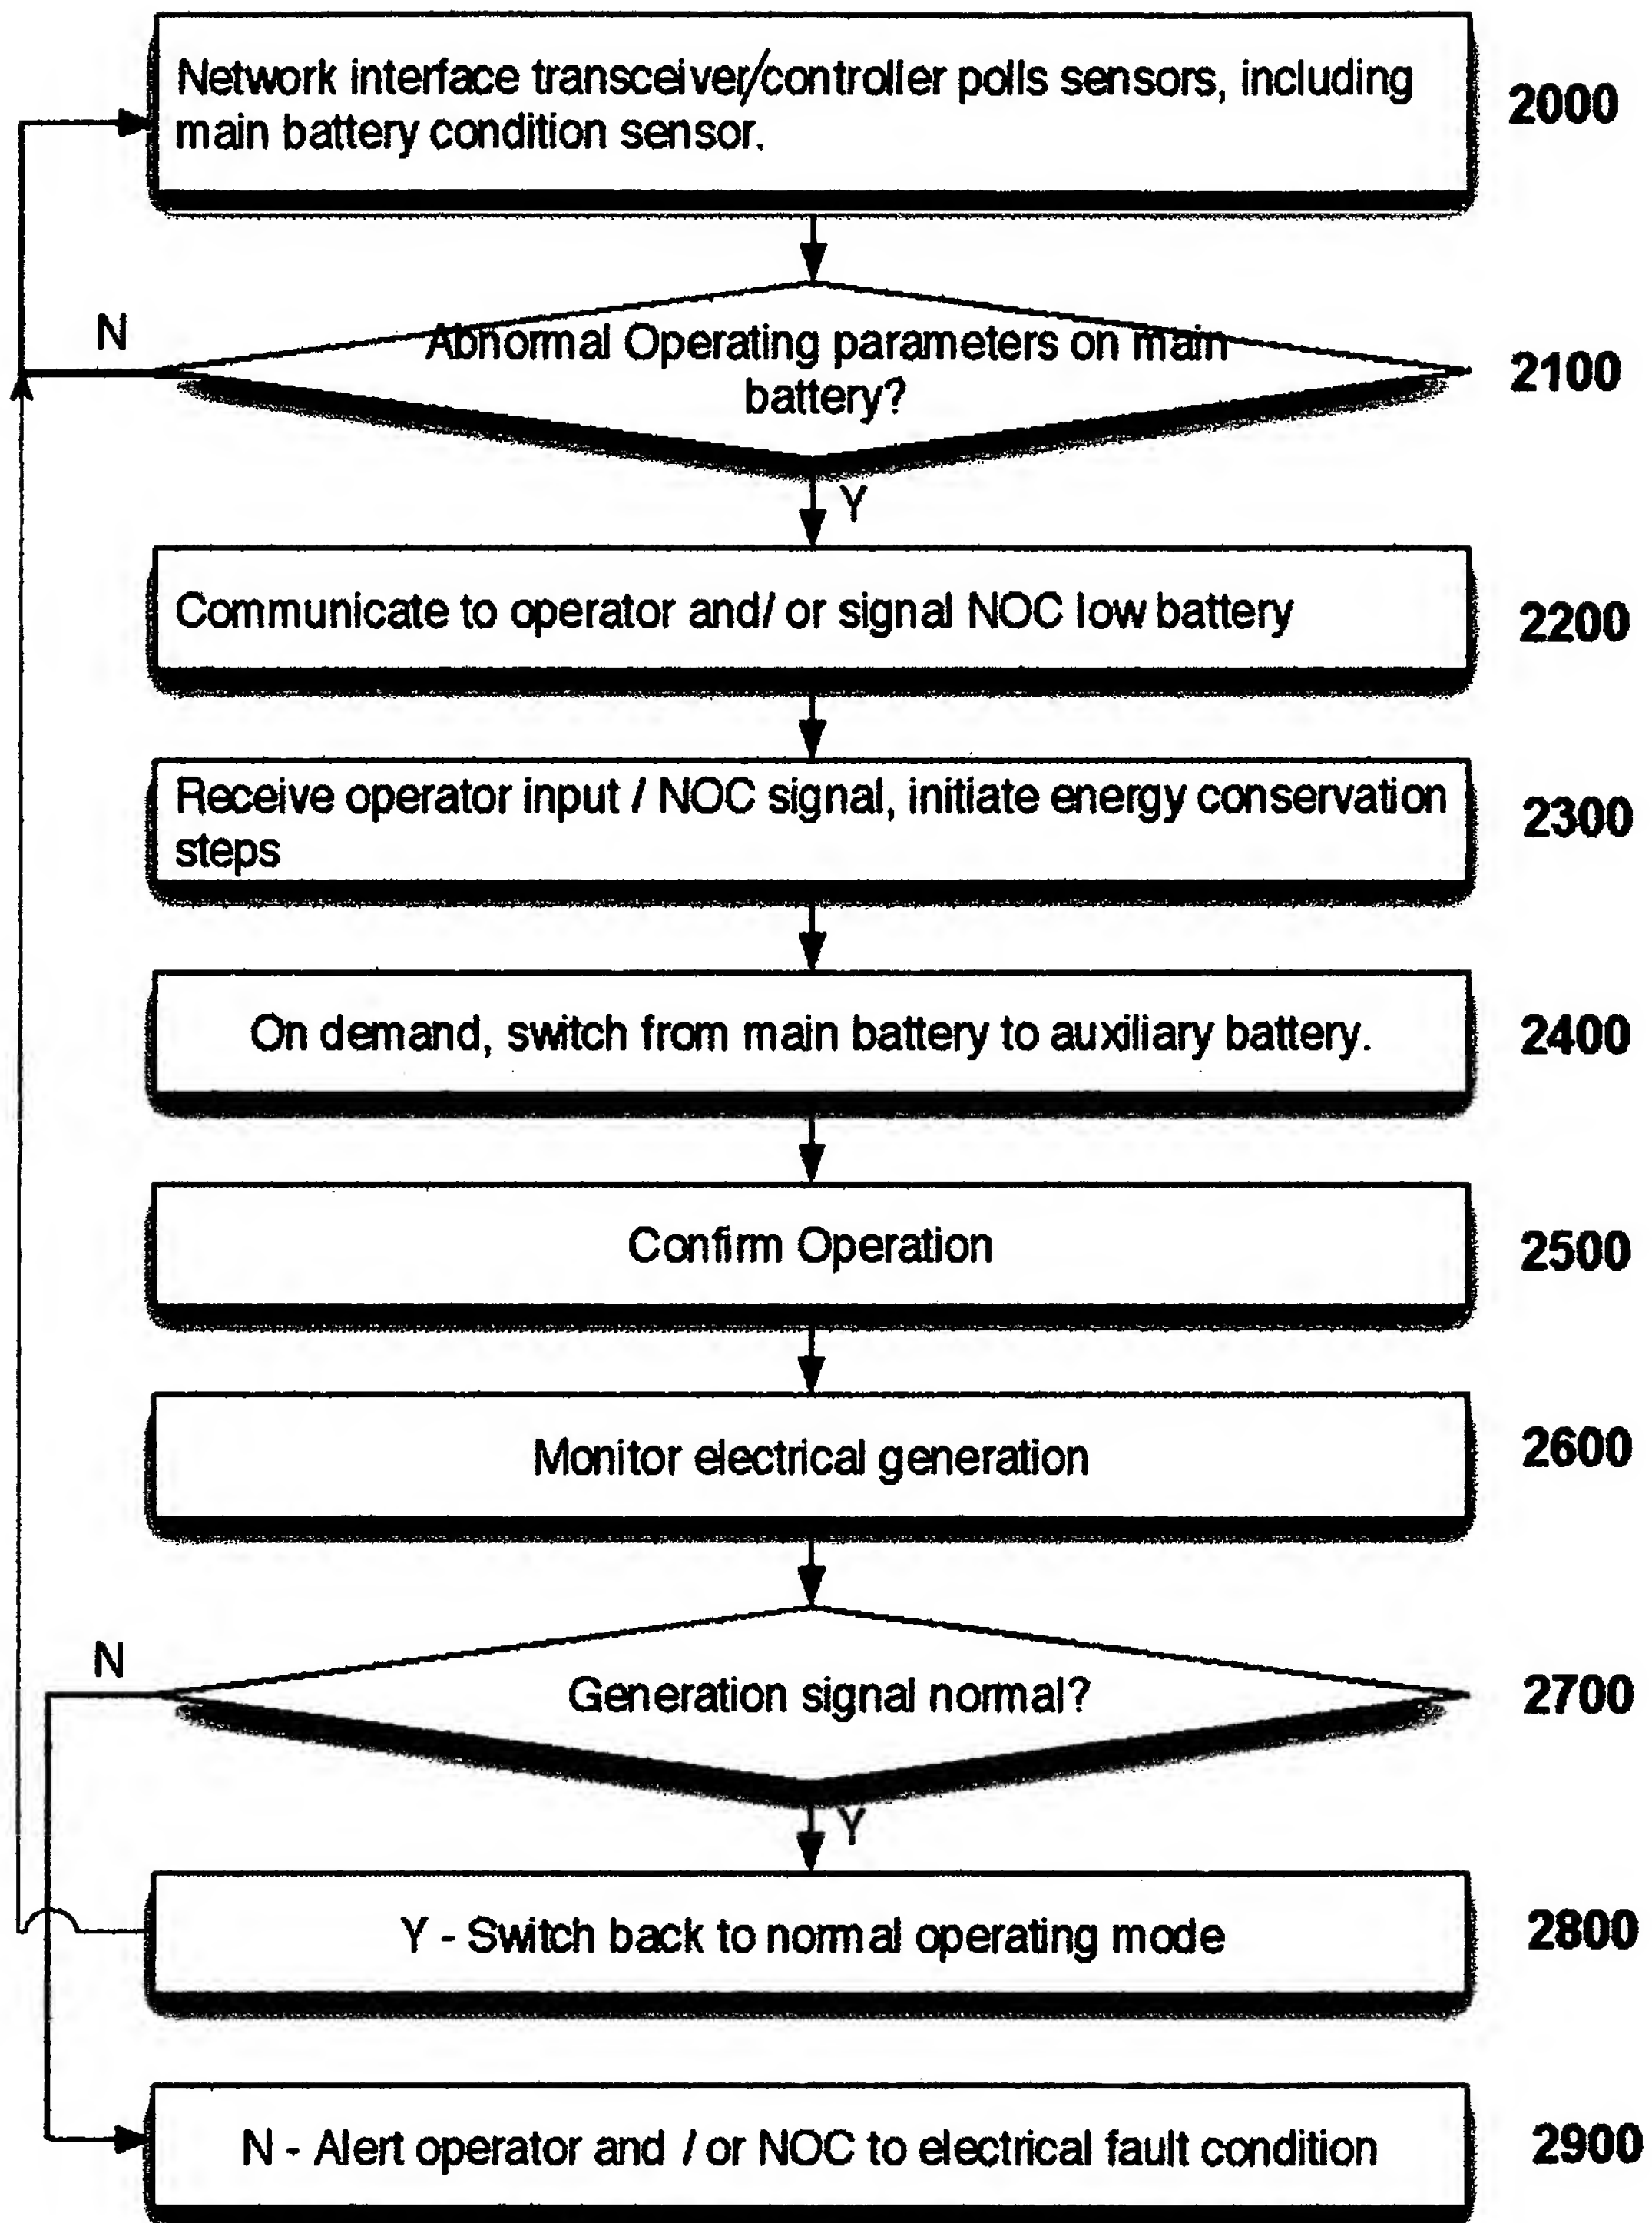 Network interface transceiver/controller polls sensors, including
main battery condition sensor.
2000
N
Abnormal Operating parameters on main
battery?
2100
Y
Communicate to operator and/ or signal NOC low battery
2200
Receive operator input / NOC signal, initiate energy conservation
steps
2300
On demand, switch from main battery to auxiliary battery.
2400
Confirm Operation
2500
Monitor electrical generation
2600
N
Generation signal normal?
2700
Y
Y - Switch back to normal operating mode
2800
N - Alert operator and / or NOC to electrical fault condition
2900